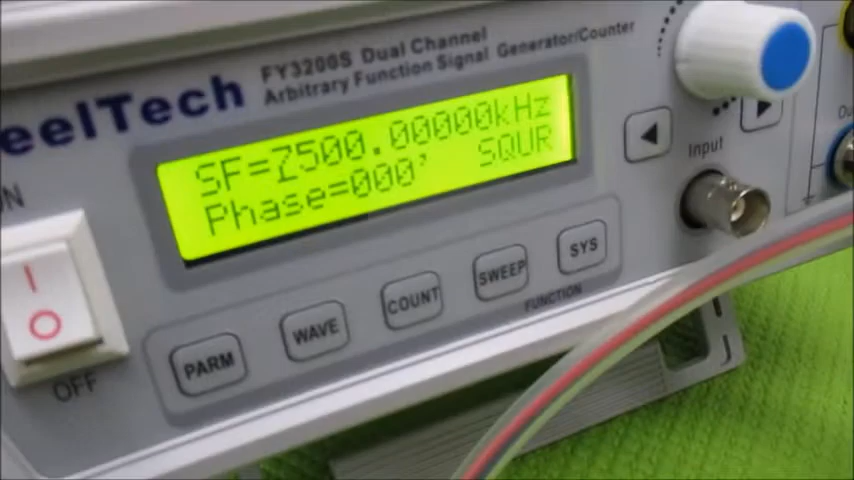 FY3200S Dual Channel
eelTech Arbitrary Function Signal Generator/Counter
SF=7500.00000kHz
Phase=000' SQUR
Input
ON
OFF
PARM WAVE COUNT SWEEP SYS
FUNCTION